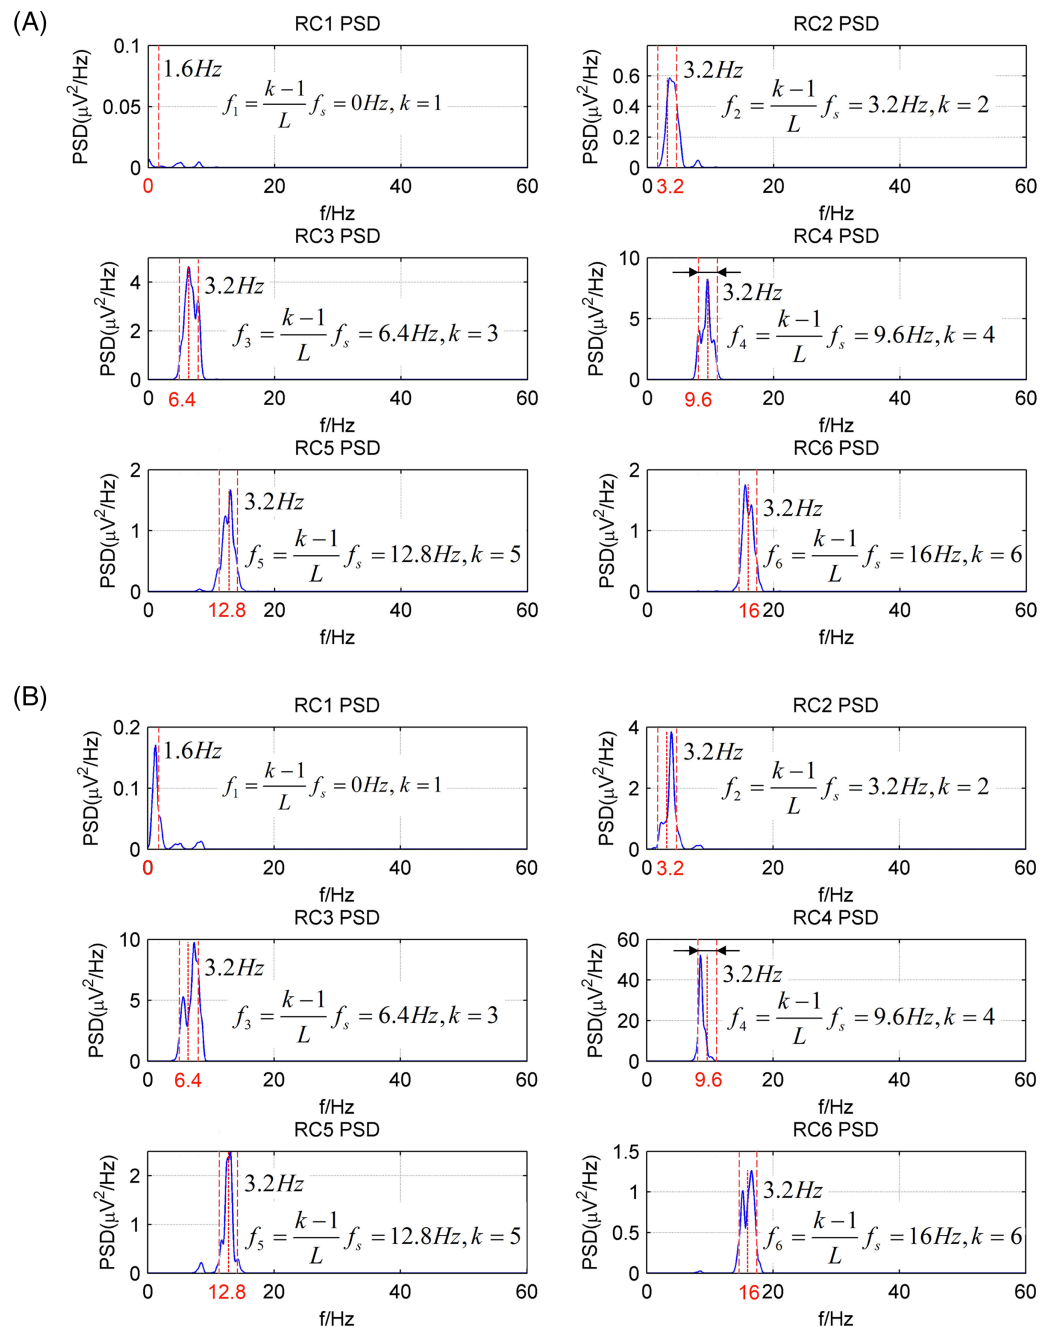 (A)
RC1 PSD
PSD(μV²/Hz)
0.1
0.05
0
1.6Hz
f₁ = (k−1)/L fₛ = 0Hz, k = 1
0 20 40 60
f/Hz
RC2 PSD
PSD(μV²/Hz)
0.6
0.4
0.2
0
3.2Hz
f₂ = (k−1)/L fₛ = 3.2Hz, k = 2
0 3.2 20 40 60
f/Hz
RC3 PSD
PSD(μV²/Hz)
4
2
0
3.2Hz
f₃ = (k−1)/L fₛ = 6.4Hz, k = 3
0 6.4 20 40 60
f/Hz
RC4 PSD
PSD(μV²/Hz)
10
5
0
3.2Hz
f₄ = (k−1)/L fₛ = 9.6Hz, k = 4
0 9.6 20 40 60
f/Hz
RC5 PSD
PSD(μV²/Hz)
2
1
0
3.2Hz
f₅ = (k−1)/L fₛ = 12.8Hz, k = 5
0 12.8 20 40 60
f/Hz
RC6 PSD
PSD(μV²/Hz)
2
1
0
3.2Hz
f₆ = (k−1)/L fₛ = 16Hz, k = 6
0 16 20 40 60
f/Hz
(B)
RC1 PSD
PSD(μV²/Hz)
0.2
0.1
0
1.6Hz
f₁ = (k−1)/L fₛ = 0Hz, k = 1
0 20 40 60
f/Hz
RC2 PSD
PSD(μV²/Hz)
4
2
0
3.2Hz
f₂ = (k−1)/L fₛ = 3.2Hz, k = 2
0 3.2 20 40 60
f/Hz
RC3 PSD
PSD(μV²/Hz)
10
5
0
3.2Hz
f₃ = (k−1)/L fₛ = 6.4Hz, k = 3
0 6.4 20 40 60
f/Hz
RC4 PSD
PSD(μV²/Hz)
60
40
20
0
3.2Hz
f₄ = (k−1)/L fₛ = 9.6Hz, k = 4
0 9.6 20 40 60
f/Hz
RC5 PSD
PSD(μV²/Hz)
2
1
0
3.2Hz
f₅ = (k−1)/L fₛ = 12.8Hz, k = 5
0 12.8 20 40 60
f/Hz
RC6 PSD
PSD(μV²/Hz)
1.5
1
0.5
0
3.2Hz
f₆ = (k−1)/L fₛ = 16Hz, k = 6
0 16 20 40 60
f/Hz